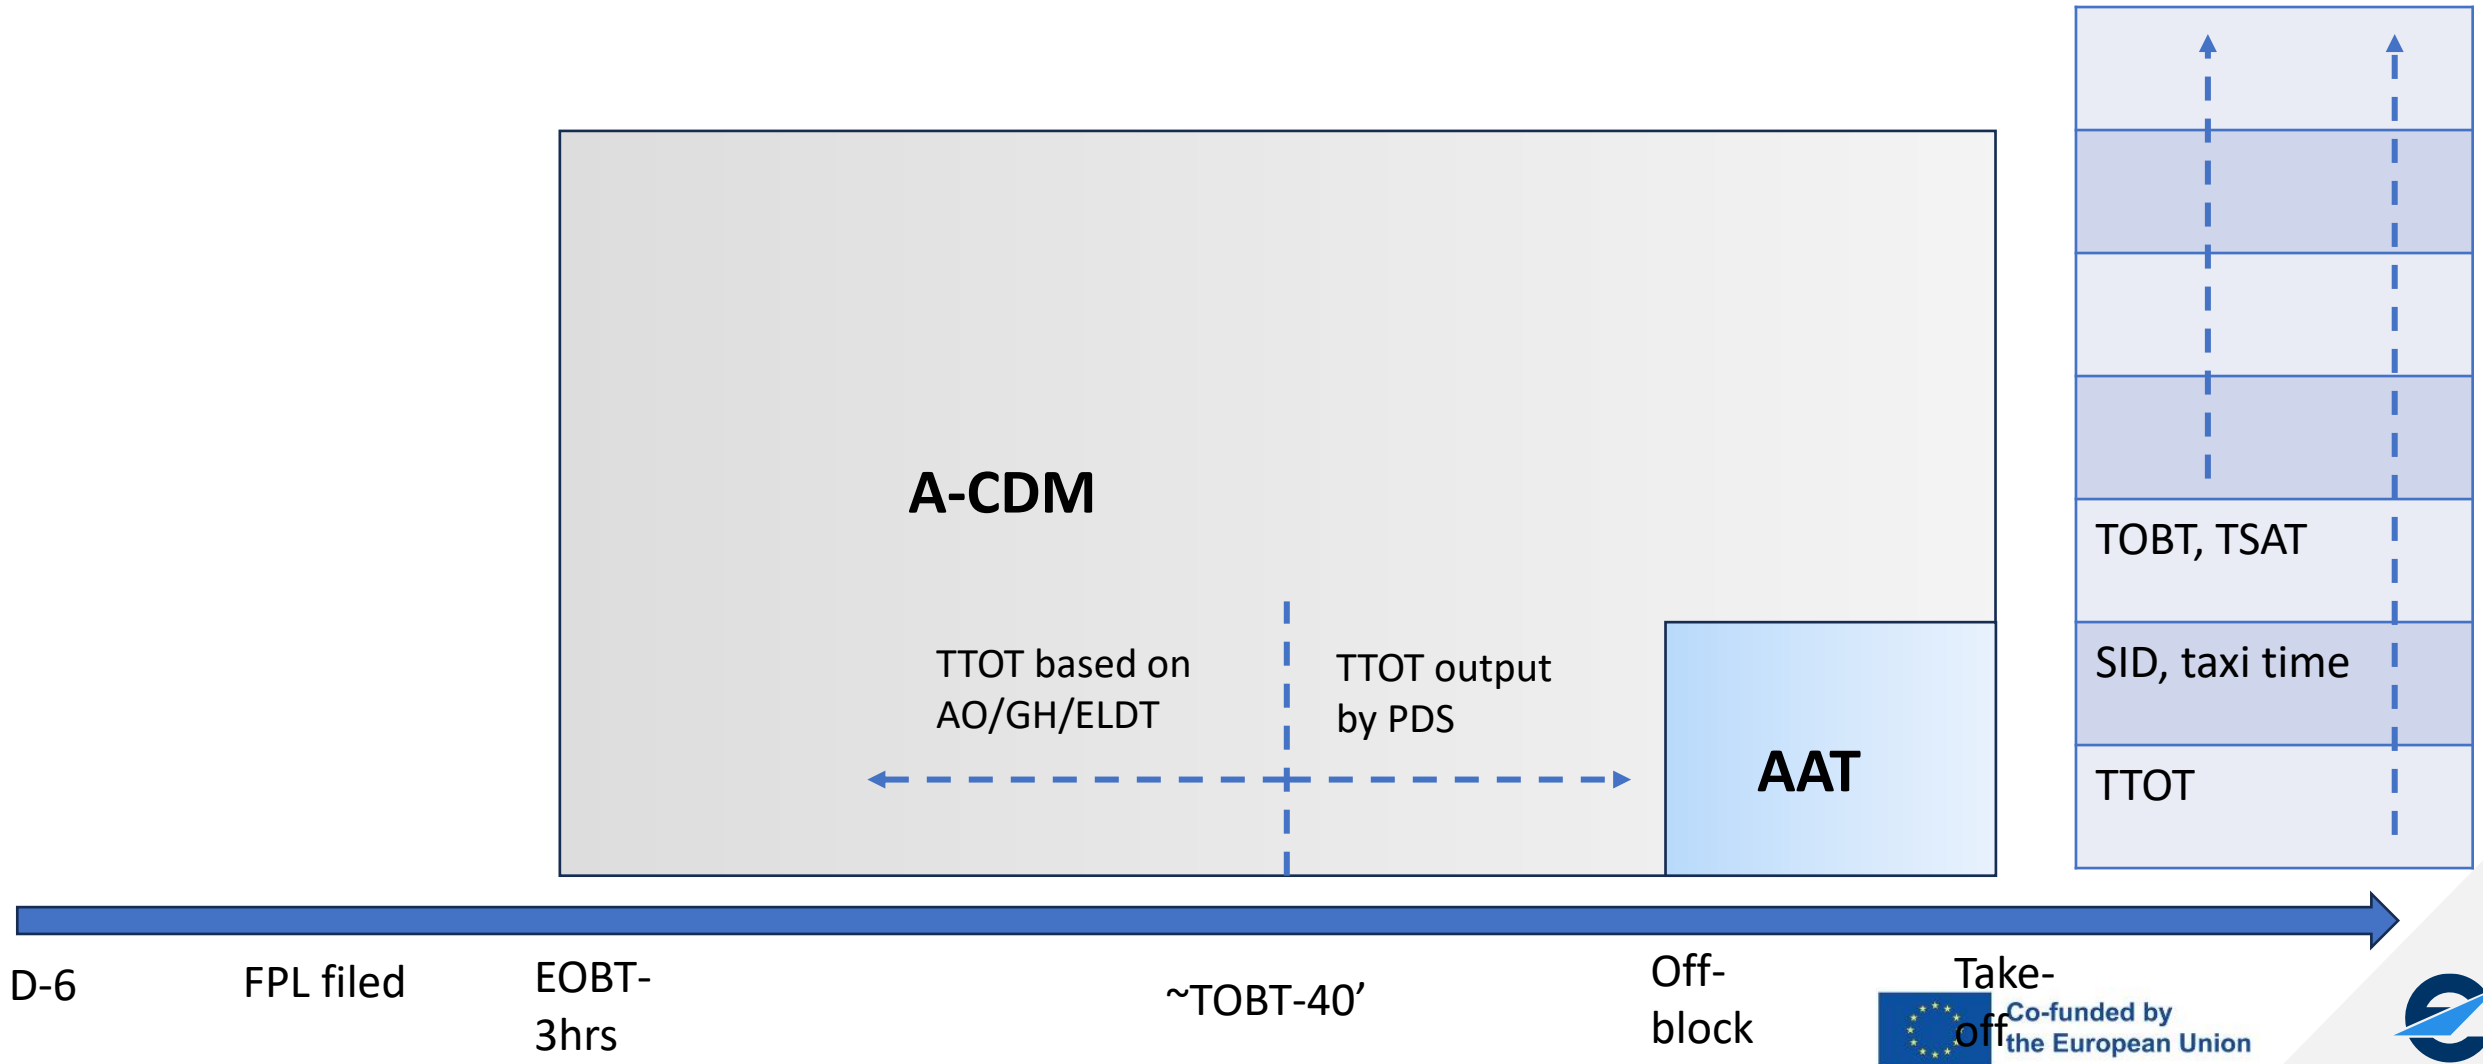 A-CDM
TTOT based on
AO/GH/ELDT
TTOT output
by PDS
AAT
TOBT, TSAT
SID, taxi time
TTOT
D-6
FPL filed
EOBT-
3hrs
~TOBT-40’
Off-
block
Take-
off
Co-funded by
the European Union